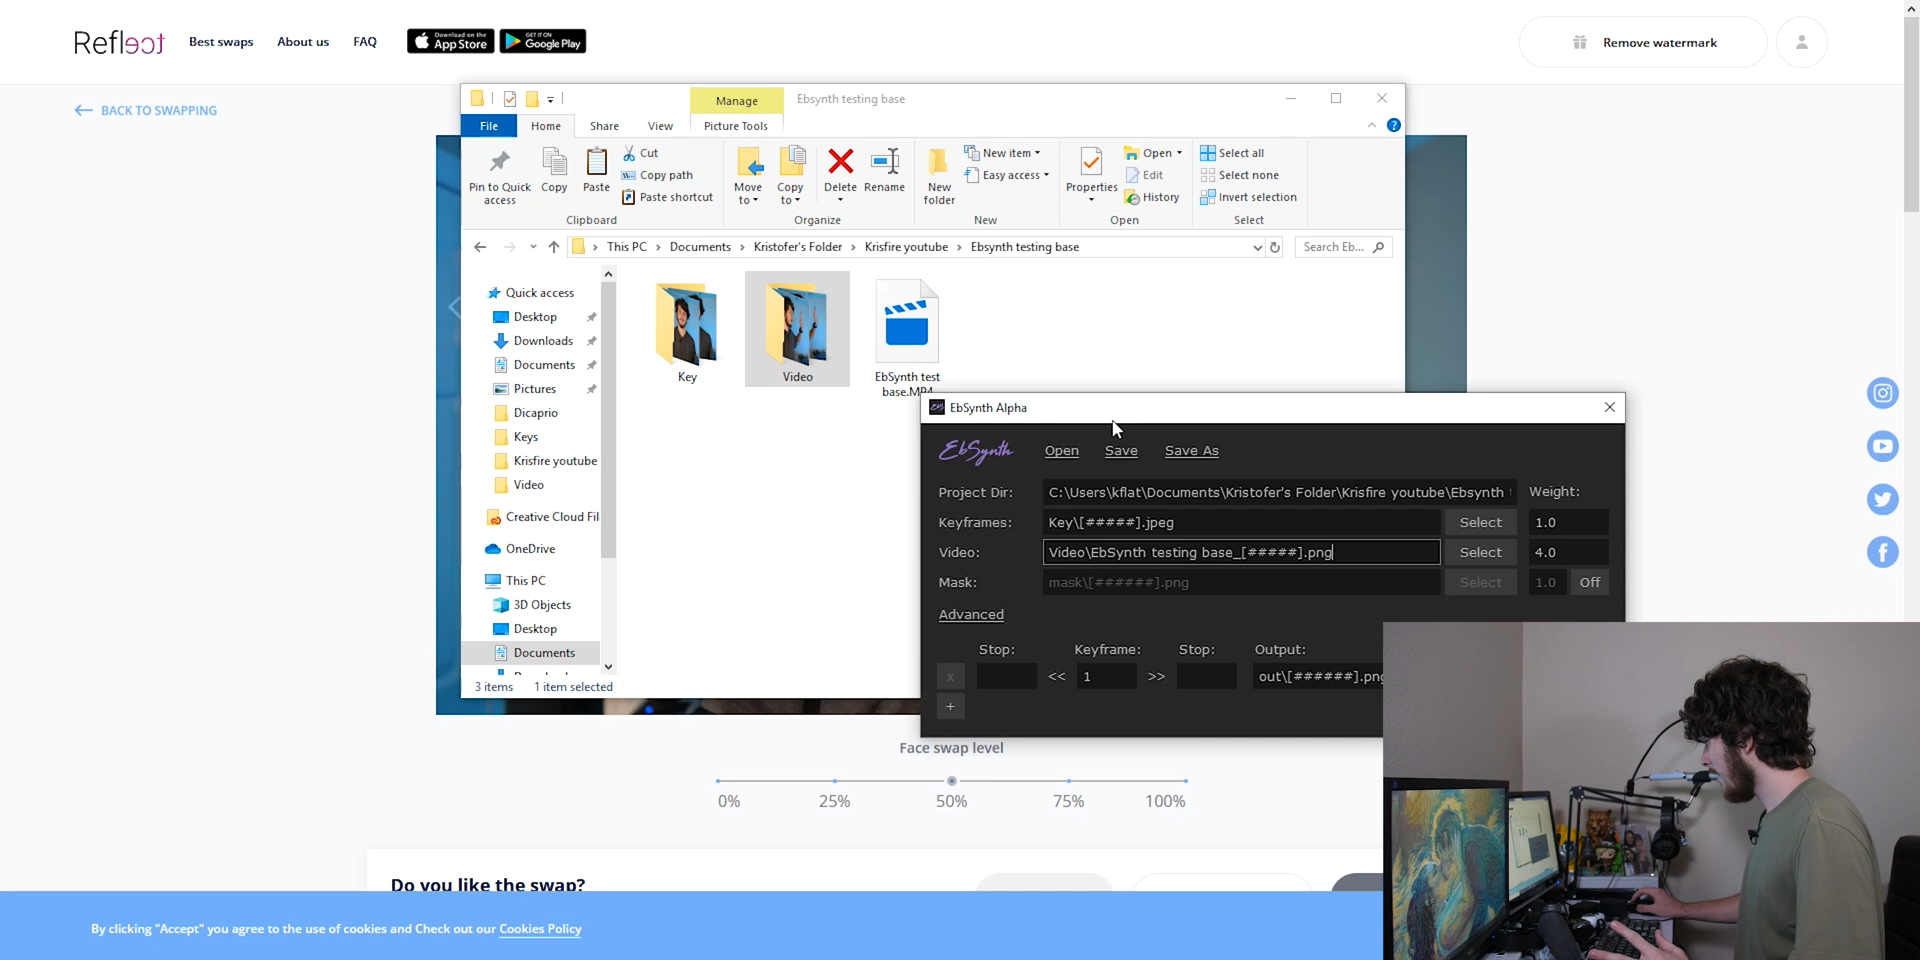 Reflect
Best swaps
About us
FAQ
Download on the App Store
GET IT ON Google Play
Remove watermark
BACK TO SWAPPING
Manage
Ebsynth testing base
File
Home
Share
View
Picture Tools
Pin to Quick access
Copy
Paste
Cut
Copy path
Paste shortcut
Clipboard
Move to
Copy to
Delete
Rename
Organize
New folder
New item
Easy access
New
Properties
Open
Edit
History
Open
Select all
Select none
Invert selection
Select
This PC > Documents > Kristofer's Folder > Krisfire youtube > Ebsynth testing base
Search Eb...
Quick access
Desktop
Downloads
Documents
Pictures
Dicaprio
Keys
Krisfire youtube
Video
Creative Cloud Fil
OneDrive
This PC
3D Objects
Desktop
Documents
3 items
1 item selected
Key
Video
EbSynth test
base.MP4
EbSynth Alpha
EbSynth
Open
Save
Save As
Project Dir:
C:\Users\kflat\Documents\Kristofer's Folder\Krisfire youtube\Ebsynth
Weight:
Keyframes:
Key\[#####].jpeg
Select
1.0
Video:
Video\EbSynth testing base_[#####].png
Select
4.0
Mask:
mask\[######].png
Select
1.0
Off
Advanced
Stop:
Keyframe:
Stop:
Output:
x
<<
1
>>
out\[######].png
+
Face swap level
0%
25%
50%
75%
100%
Do you like the swap?
By clicking "Accept" you agree to the use of cookies and Check out our Cookies Policy